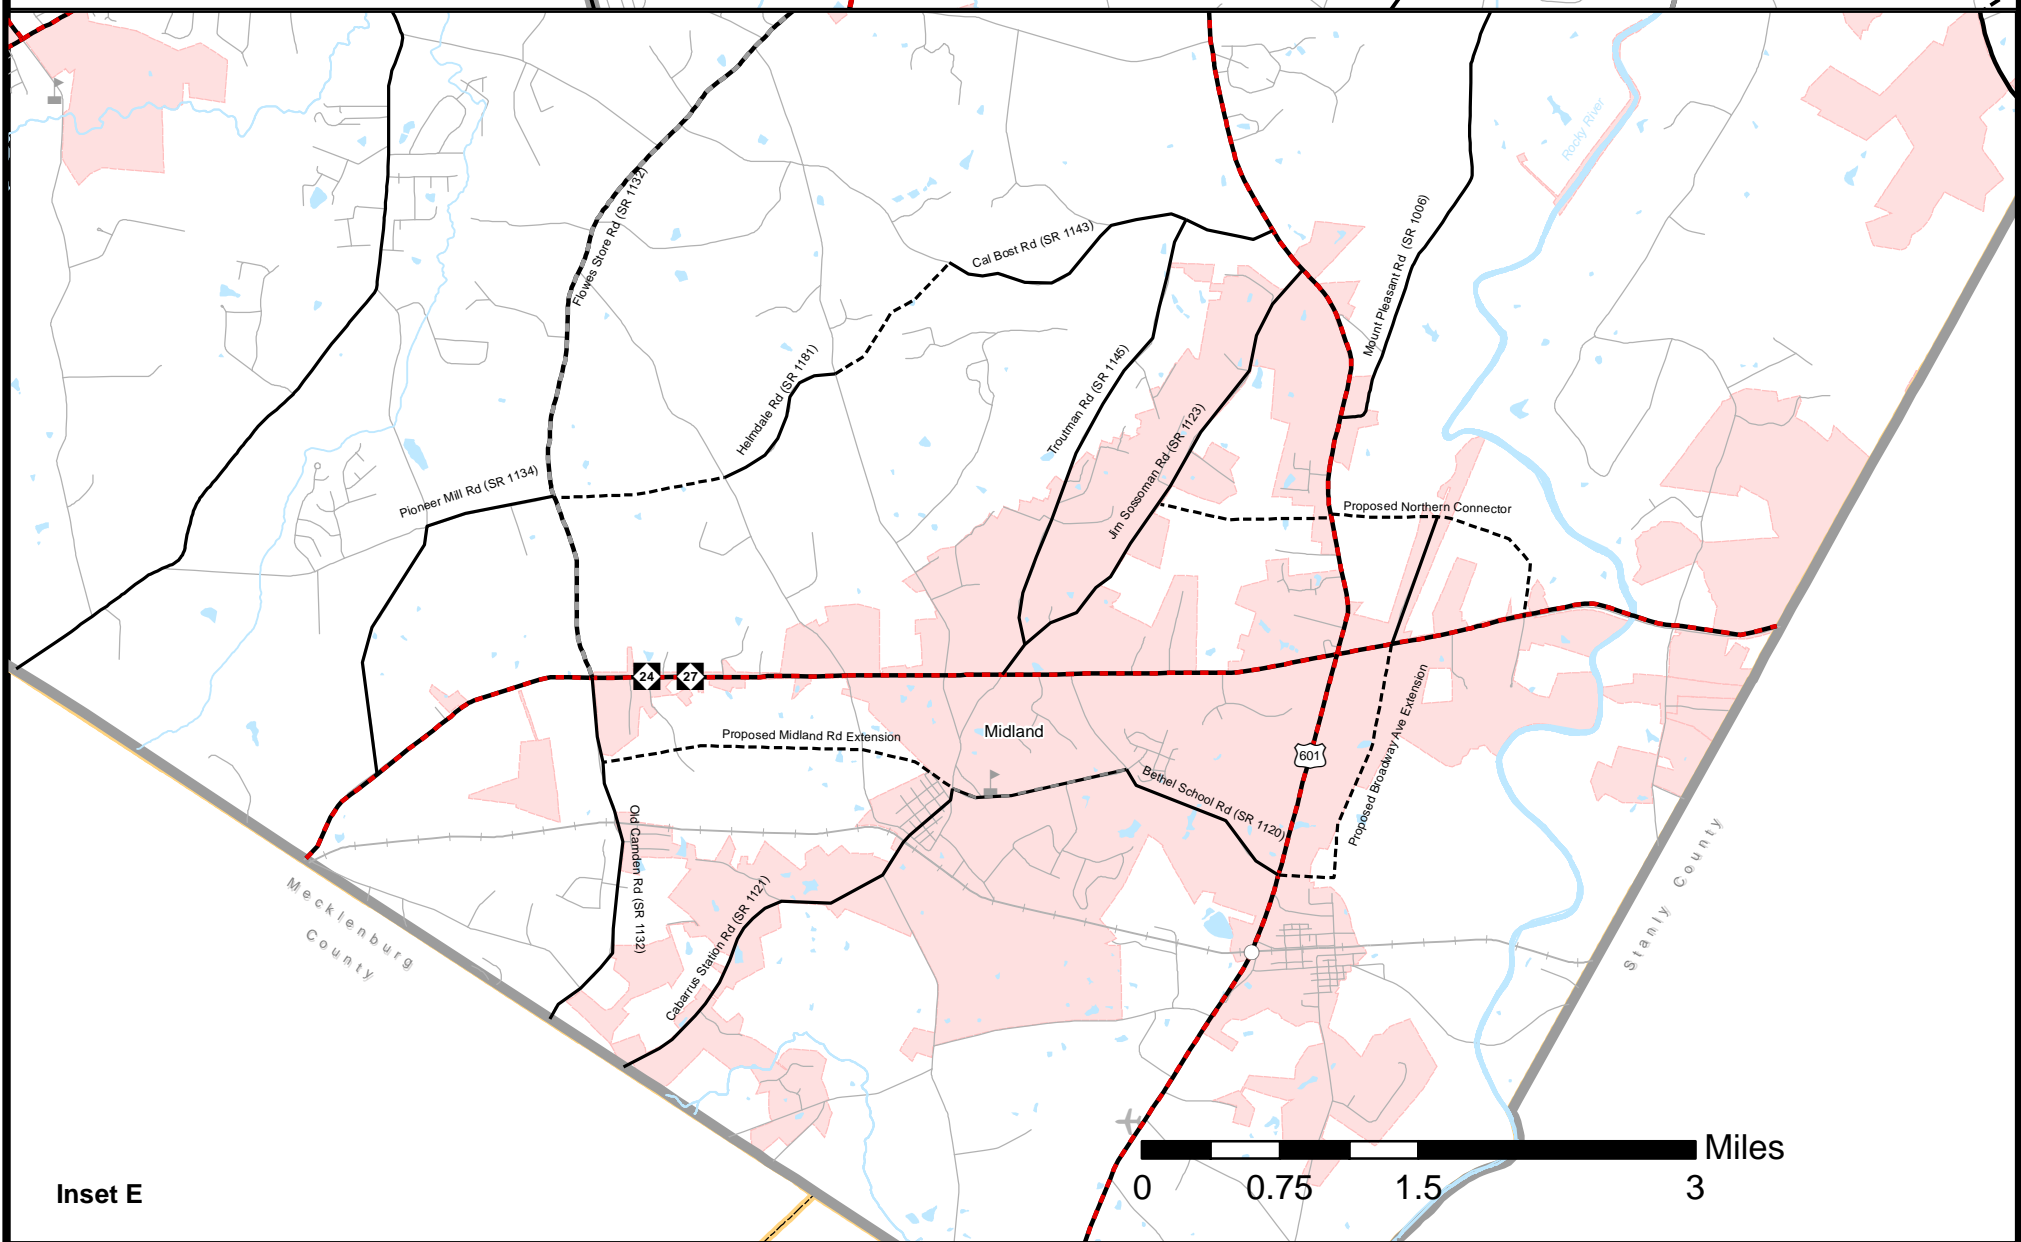 Rocky River
Flowes Store Rd (SR 1132)
Mount Pleasant Rd (SR 1006)
Cal Bost Rd (SR 1143)
Helmdale Rd (SR 1181)
Troutman Rd (SR 1145)
Jim Sossoman Rd (SR 1123)
Pioneer Mill Rd (SR 1134)
Proposed Northern Connector
24
27
Midland
Proposed Midland Rd Extension
601
Proposed Broadway Ave Extension
Bethel School Rd (SR 1120)
Old Camden Rd (SR 1132)
Cabarrus Station Rd (SR 1121)
Mecklenburg
County
Stanly County
Miles
0 0.75 1.5 3
Inset E